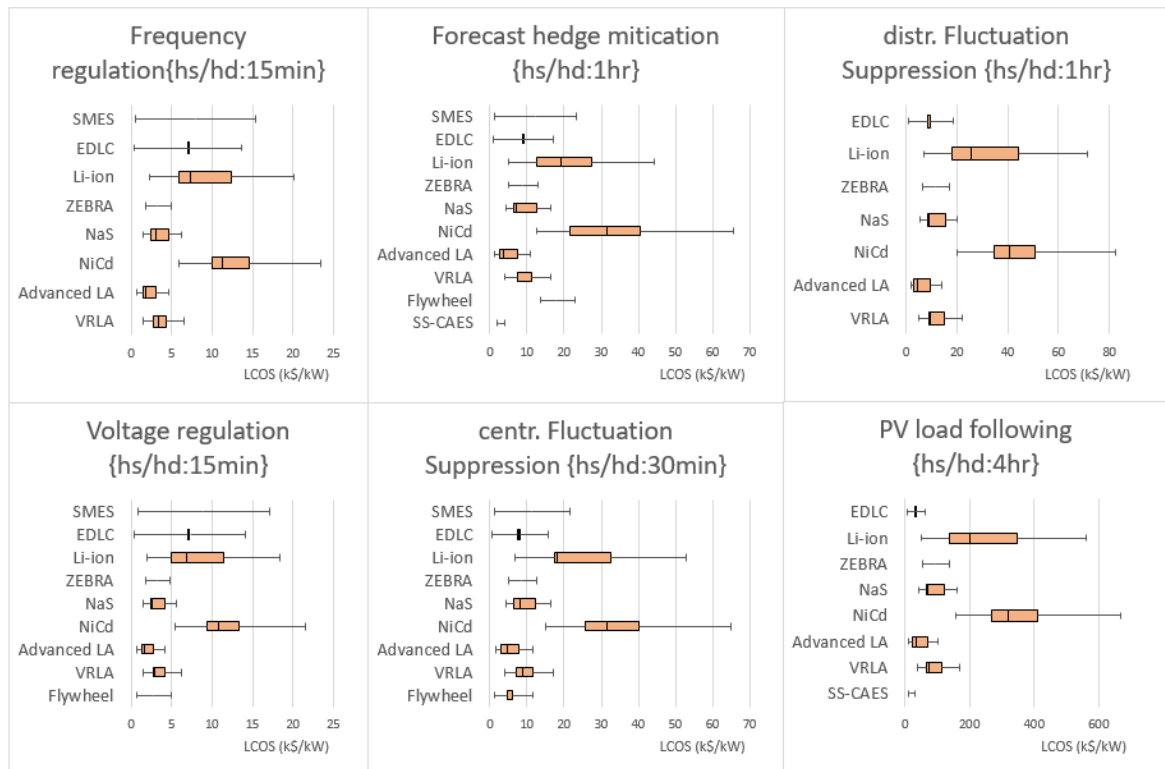 Frequency
regulation{hs/hd:15min}
SMES
EDLC
Li-ion
ZEBRA
NaS
NiCd
Advanced LA
VRLA
0 5 10 15 20 25
LCOS (k$/kW)
Forecast hedge mitication
{hs/hd:1hr}
SMES
EDLC
Li-ion
ZEBRA
NaS
NiCd
Advanced LA
VRLA
Flywheel
SS-CAES
0 10 20 30 40 50 60 70
LCOS (k$/kW)
distr. Fluctuation
Suppression {hs/hd:1hr}
EDLC
Li-ion
ZEBRA
NaS
NiCd
Advanced LA
VRLA
0 20 40 60 80
LCOS (k$/kW)
Voltage regulation
{hs/hd:15min}
SMES
EDLC
Li-ion
ZEBRA
NaS
NiCd
Advanced LA
VRLA
Flywheel
0 5 10 15 20 25
LCOS (k$/kW)
centr. Fluctuation
Suppression {hs/hd:30min}
SMES
EDLC
Li-ion
ZEBRA
NaS
NiCd
Advanced LA
VRLA
Flywheel
0 10 20 30 40 50 60 70
LCOS (k$/kW)
PV load following
{hs/hd:4hr}
EDLC
Li-ion
ZEBRA
NaS
NiCd
Advanced LA
VRLA
SS-CAES
0 200 400 600
LCOS (k$/kW)